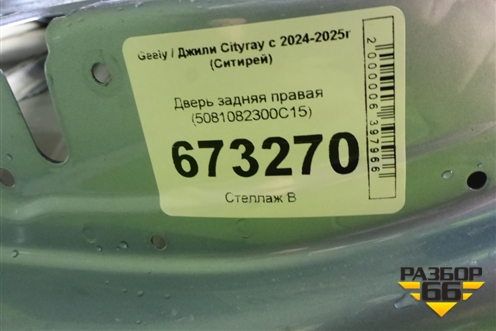 Geely / Джили Cityray с 2024-2025г
(Ситирей)
Дверь задняя правая
(5081082300C15)
673270
Стеллаж В
2000006397966
РАЗБОР
66